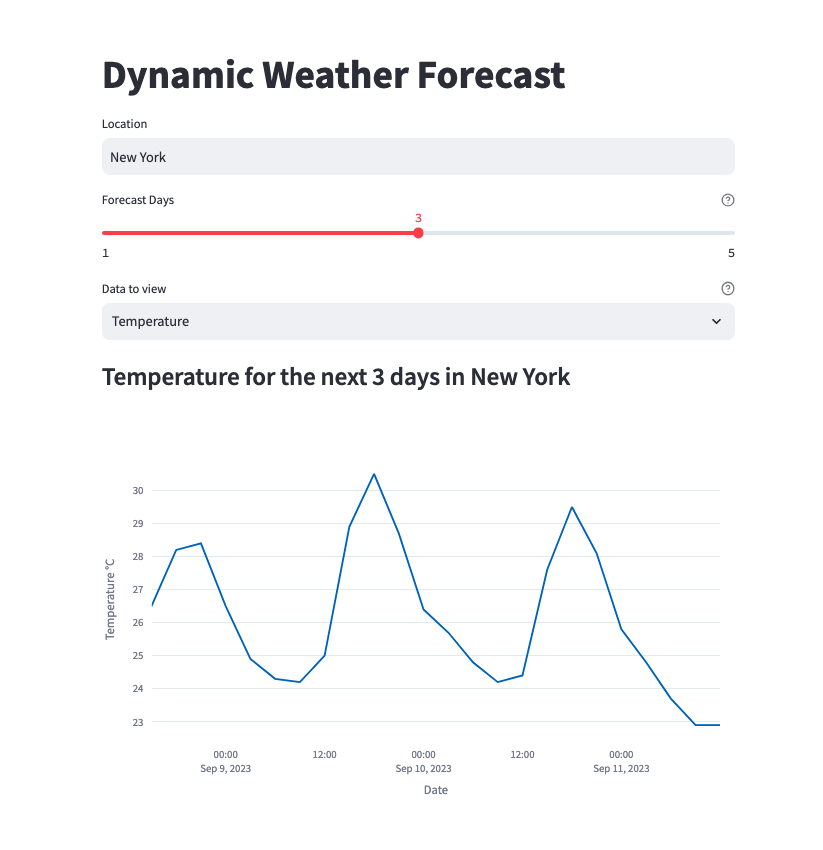 Dynamic Weather Forecast
Location
New York
Forecast Days
3
1 5
Data to view
Temperature
Temperature for the next 3 days in New York
30
29
28
27
26
25
24
23
Temperature °C
00:00 12:00 00:00 12:00 00:00
Sep 9, 2023 Sep 10, 2023 Sep 11, 2023
Date